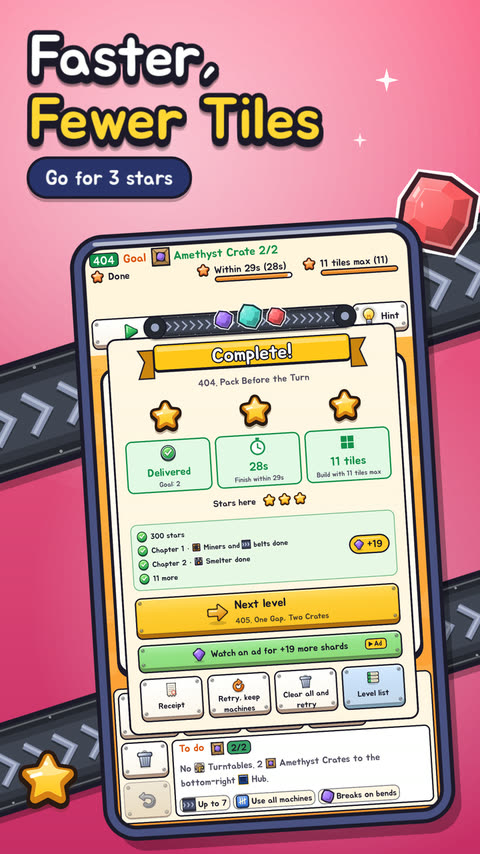 Faster,
Fewer Tiles
Go for 3 stars
404 Goal Amethyst Crate 2/2
Done
Within 29s (28s)
11 tiles max (11)
Hint
Complete!
404. Pack Before the Turn
Delivered
Goal: 2
28s
Finish within 29s
11 tiles
Build with 11 tiles max
Stars here
300 stars
Chapter 1 · Miners and belts done
Chapter 2 · Smelter done
11 more
+19
Next level
405. One Gap, Two Crates
Watch an ad for +19 more shards
Ad
Receipt
Retry, keep
machines
Clear all and
retry
Level list
To do 2/2
No Turntables. 2 Amethyst Crates to the
bottom-right Hub.
Up to 7
Use all machines
Breaks on bends